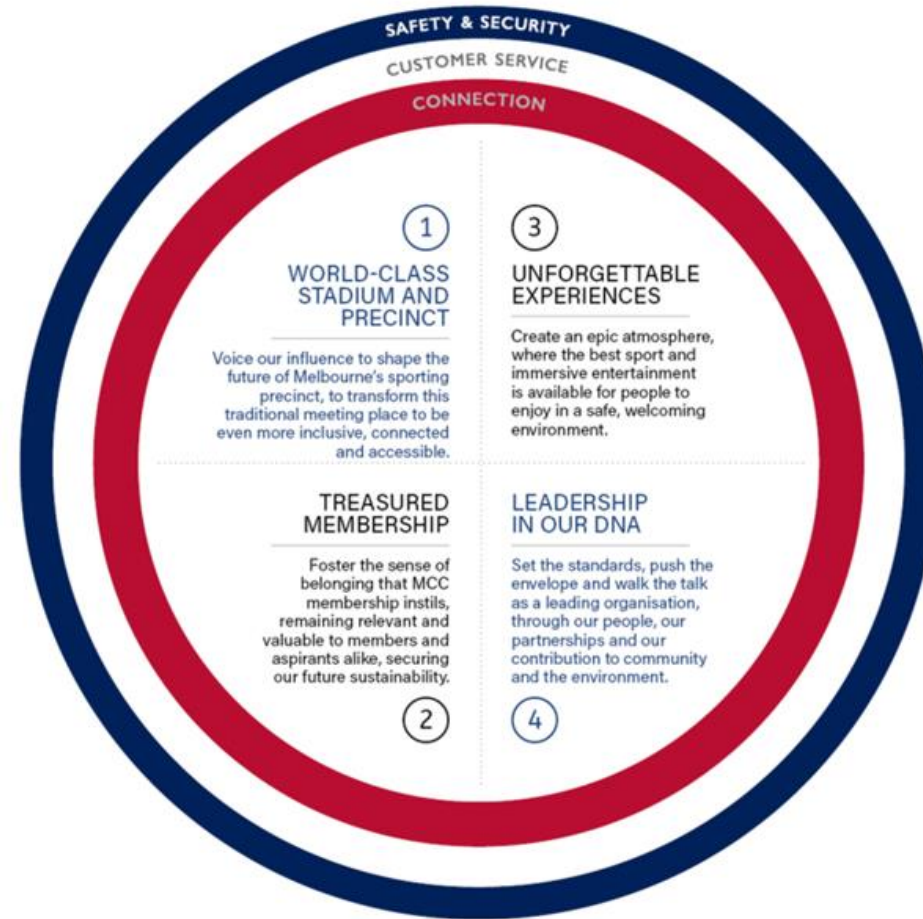 SAFETY & SECURITY
CUSTOMER SERVICE
CONNECTION
1
WORLD-CLASS
STADIUM AND
PRECINCT
Voice our influence to shape the
future of Melbourne's sporting
precinct, to transform this
traditional meeting place to be
even more inclusive, connected
and accessible.
TREASURED
MEMBERSHIP
Foster the sense of
belonging that MCC
membership instils,
remaining relevant and
valuable to members and
aspirants alike, securing
our future sustainability.
2
3
UNFORGETTABLE
EXPERIENCES
Create an epic atmosphere,
where the best sport and
immersive entertainment
is available for people to
enjoy in a safe, welcoming
environment.
LEADERSHIP
IN OUR DNA
Set the standards, push the
envelope and walk the talk
as a leading organisation,
through our people, our
partnerships and our
contribution to community
and the environment.
4